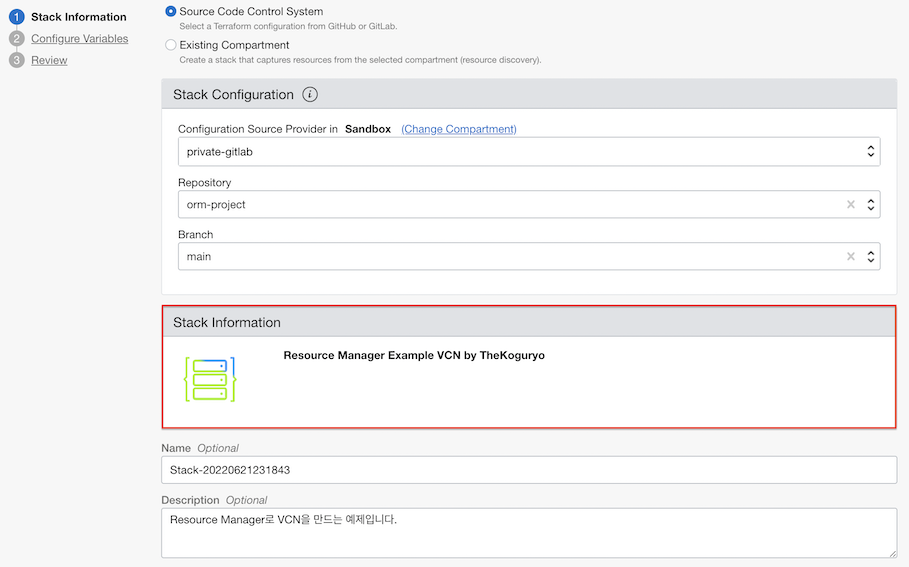 1 Stack Information
2 Configure Variables
3 Review
Source Code Control System
Select a Terraform configuration from GitHub or GitLab.
Existing Compartment
Create a stack that captures resources from the selected compartment (resource discovery).
Stack Configuration i
Configuration Source Provider in Sandbox (Change Compartment)
private-gitlab
Repository
orm-project
Branch
main
Stack Information
Resource Manager Example VCN by TheKoguryo
Name Optional
Stack-20220621231843
Description Optional
Resource Manager로 VCN을 만드는 예제입니다.